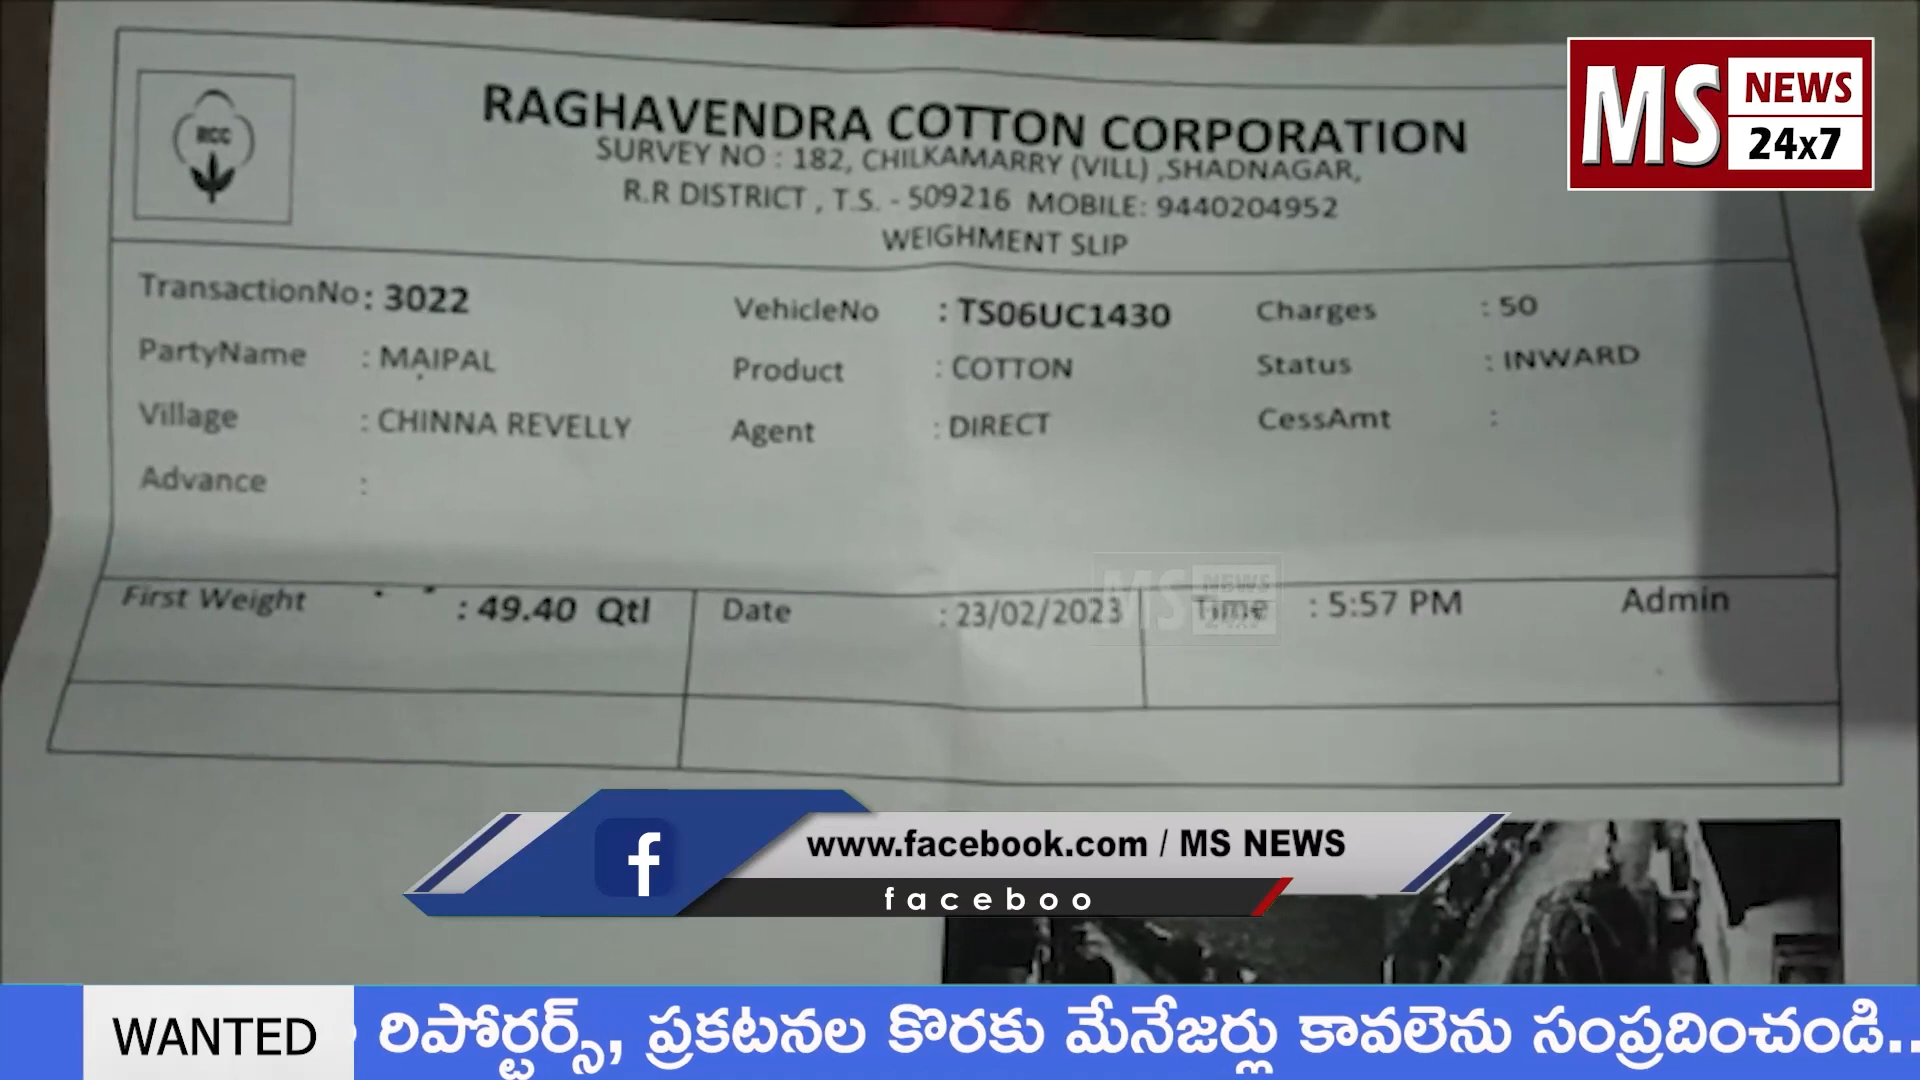 RCC
RAGHAVENDRA COTTON CORPORATION
SURVEY NO : 182, CHILKAMARRY (VILL) ,SHADNAGAR,
R.R DISTRICT , T.S. - 509216 MOBILE: 9440204952
WEIGHMENT SLIP
MS NEWS 24x7
TransactionNo : 3022 VehicleNo : TS06UC1430 Charges : 50
PartyName : MAIPAL Product : COTTON Status : INWARD
Village : CHINNA REVELLY Agent : DIRECT CessAmt :
Advance :
First Weight : 49.40 Qtl Date : 23/02/2023 Time : 5:57 PM Admin
MS NEWS 24x7
f www.facebook.com / MS NEWS
faceboo
WANTED రిపోర్టర్స్, ప్రకటనల కొరకు మేనేజర్లు కావలెను సంప్రదించండి..